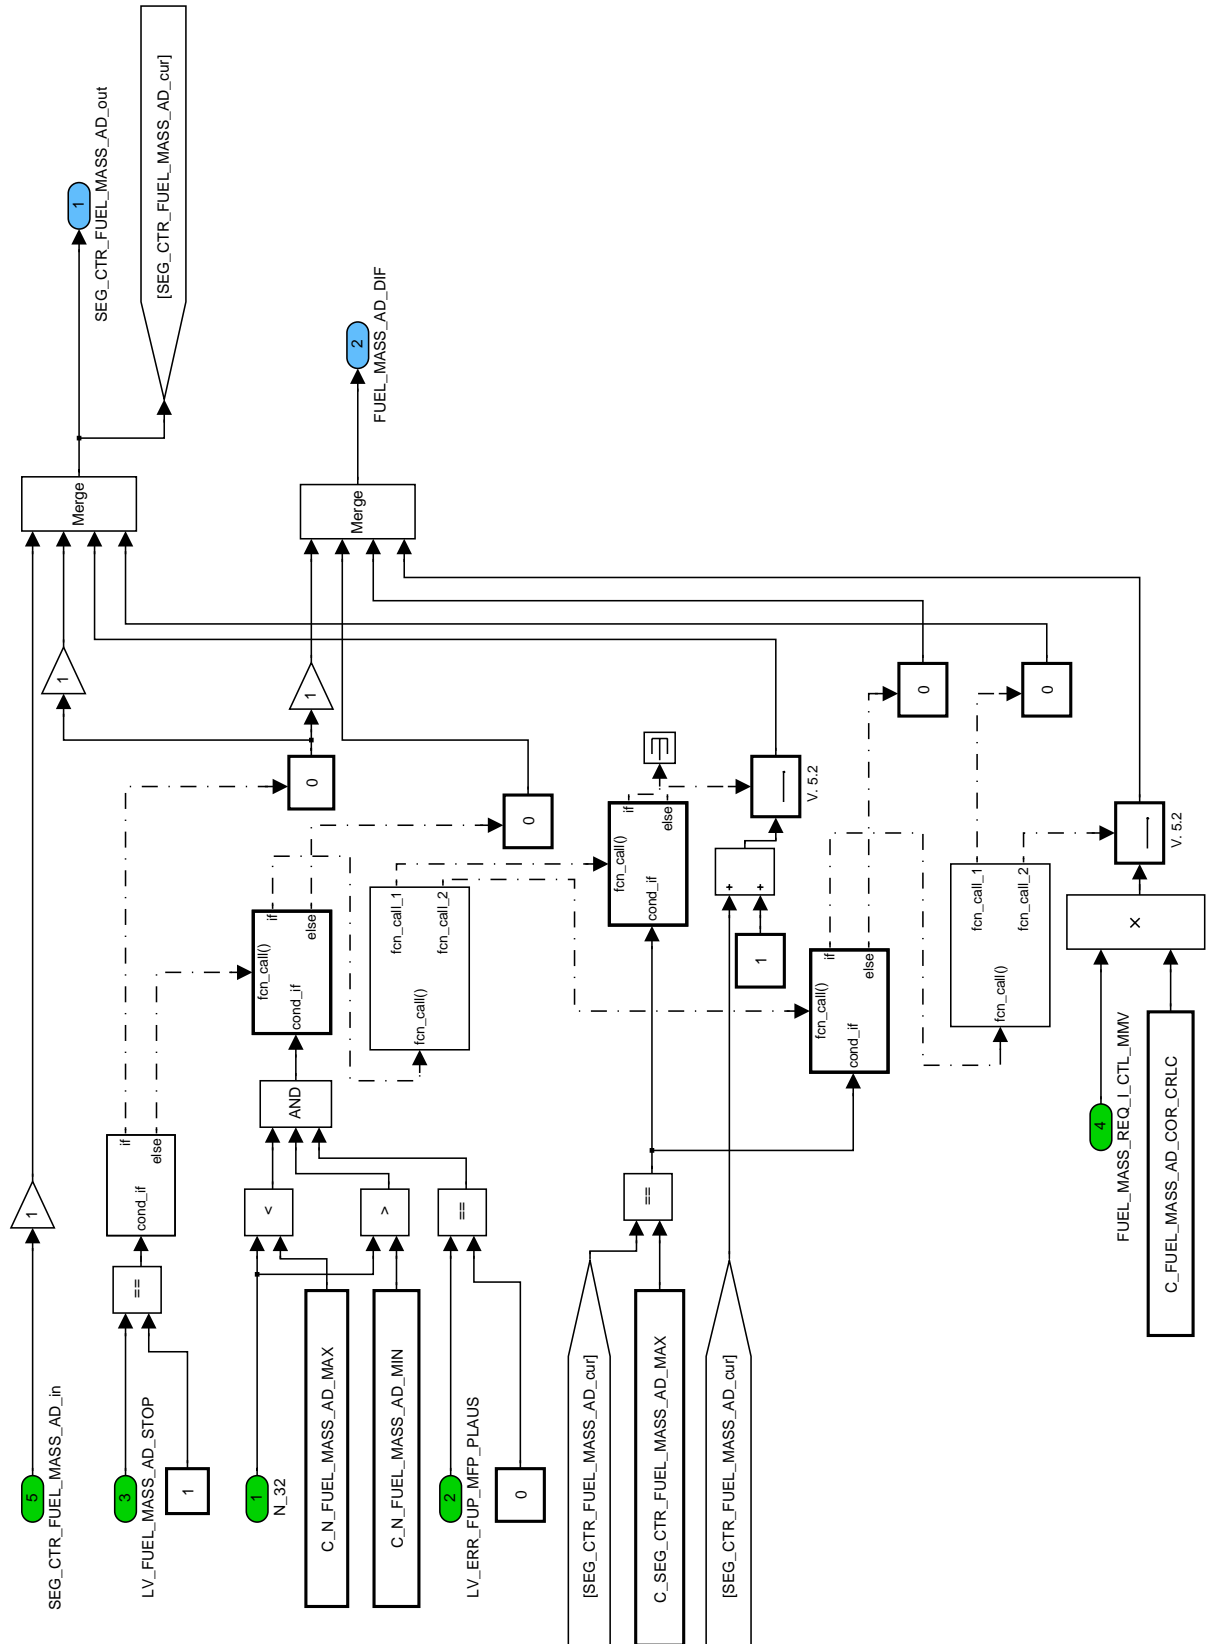 5
SEG_CTR_FUEL_MASS_AD_in
1
Merge
1
SEG_CTR_FUEL_MASS_AD_out
[SEG_CTR_FUEL_MASS_AD_cur]
1
3
LV_FUEL_MASS_AD_STOP
1
==
cond_if
if
else
0
1
Merge
2
FUEL_MASS_AD_DIF
1
N_32
<
C_N_FUEL_MASS_AD_MAX
>
C_N_FUEL_MASS_AD_MIN
2
LV_ERR_FUP_MFP_PLAUS
==
0
AND
fcn_call()
cond_if
if
else
0
fcn_call()
fcn_call_1
fcn_call_2
[SEG_CTR_FUEL_MASS_AD_cur]
==
C_SEG_CTR_FUEL_MASS_AD_MAX
fcn_call()
cond_if
if
else
[SEG_CTR_FUEL_MASS_AD_cur]
1
+
+
V. 5.2
fcn_call()
cond_if
if
else
0
fcn_call()
fcn_call_1
fcn_call_2
0
4
FUEL_MASS_REQ_I_CTL_MMV
C_FUEL_MASS_AD_COR_CRLC
×
V. 5.2